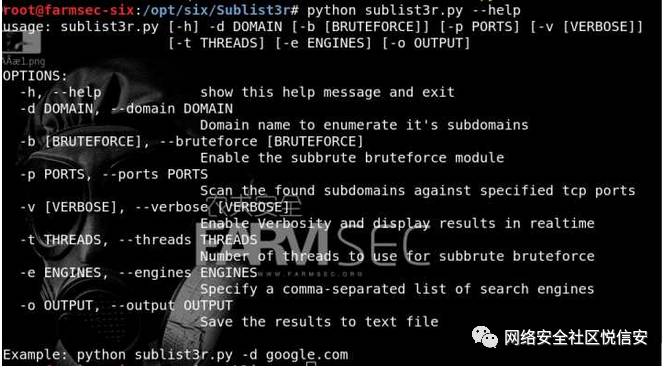 root@farmsec-six:/opt/six/Sublist3r# python sublist3r.py --help
usage: sublist3r.py [-h] -d DOMAIN [-b [BRUTEFORCE]] [-p PORTS] [-v [VERBOSE]]
[-t THREADS] [-e ENGINES] [-o OUTPUT]
OPTIONS:
-h, --help show this help message and exit
-d DOMAIN, --domain DOMAIN
Domain name to enumerate it's subdomains
-b [BRUTEFORCE], --bruteforce [BRUTEFORCE]
Enable the subbrute bruteforce module
-p PORTS, --ports PORTS
Scan the found subdomains against specified tcp ports
-v [VERBOSE], --verbose [VERBOSE]
Enable Verbosity and display results in realtime
-t THREADS, --threads THREADS
Number of threads to use for subbrute bruteforce
FARMSEC
WWW.FARMSEC.ORG
-e ENGINES, --engines ENGINES
Specify a comma-separated list of search engines
-o OUTPUT, --output OUTPUT
Save the results to text file
网络安全社区悦信安
Example: python sublist3r.py -d google.com